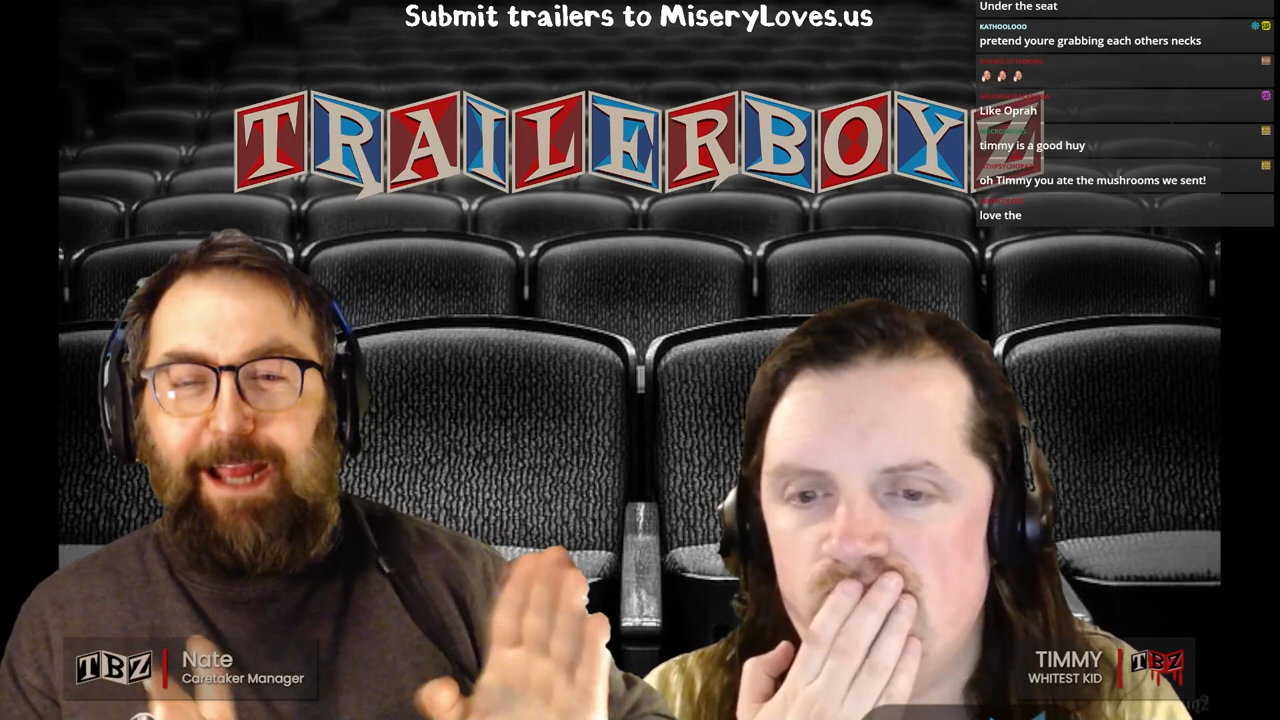 Submit trailers to MiseryLoves.us
Under the seat
KATHOOLOOO
pretend youre grabbing each others necks
TRAILERBOYZ
Like Oprah
timmy is a good huy
oh Timmy you ate the mushrooms we sent!
love the
TBZ
Nate
Caretaker Manager
TIMMY
WHITEST KID
TBZ